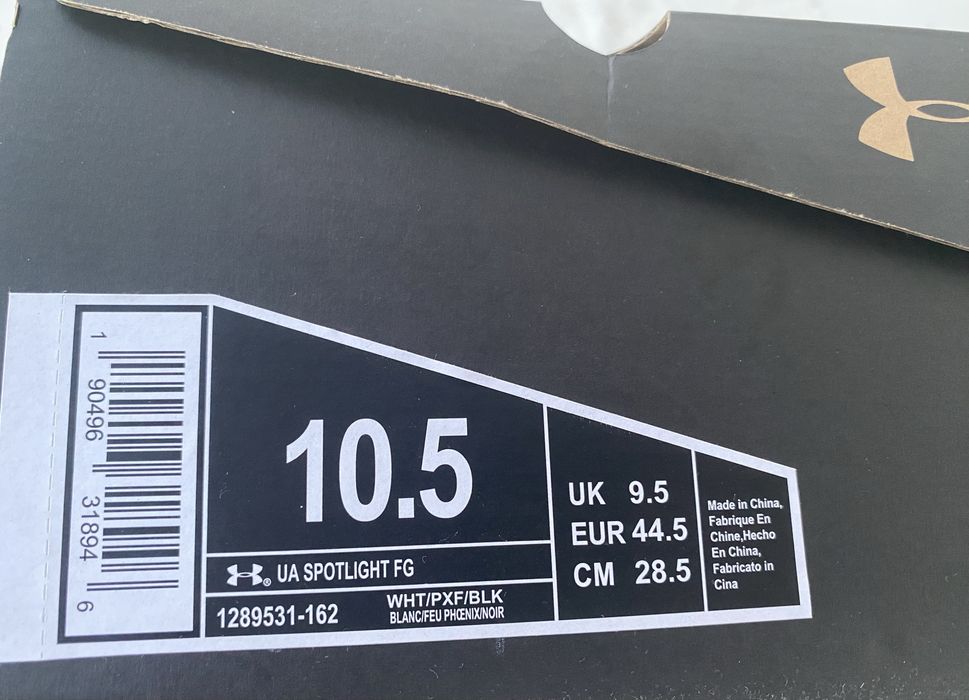 1 90496 31894 6
10.5
UA SPOTLIGHT FG
1289531-162
WHT/PXF/BLK
BLANC/FEU PHŒNIX/NOIR
UK 9.5
EUR 44.5
CM 28.5
Made in China,
Fabrique En
Chine,Hecho
En China,
Fabricato in
Cina